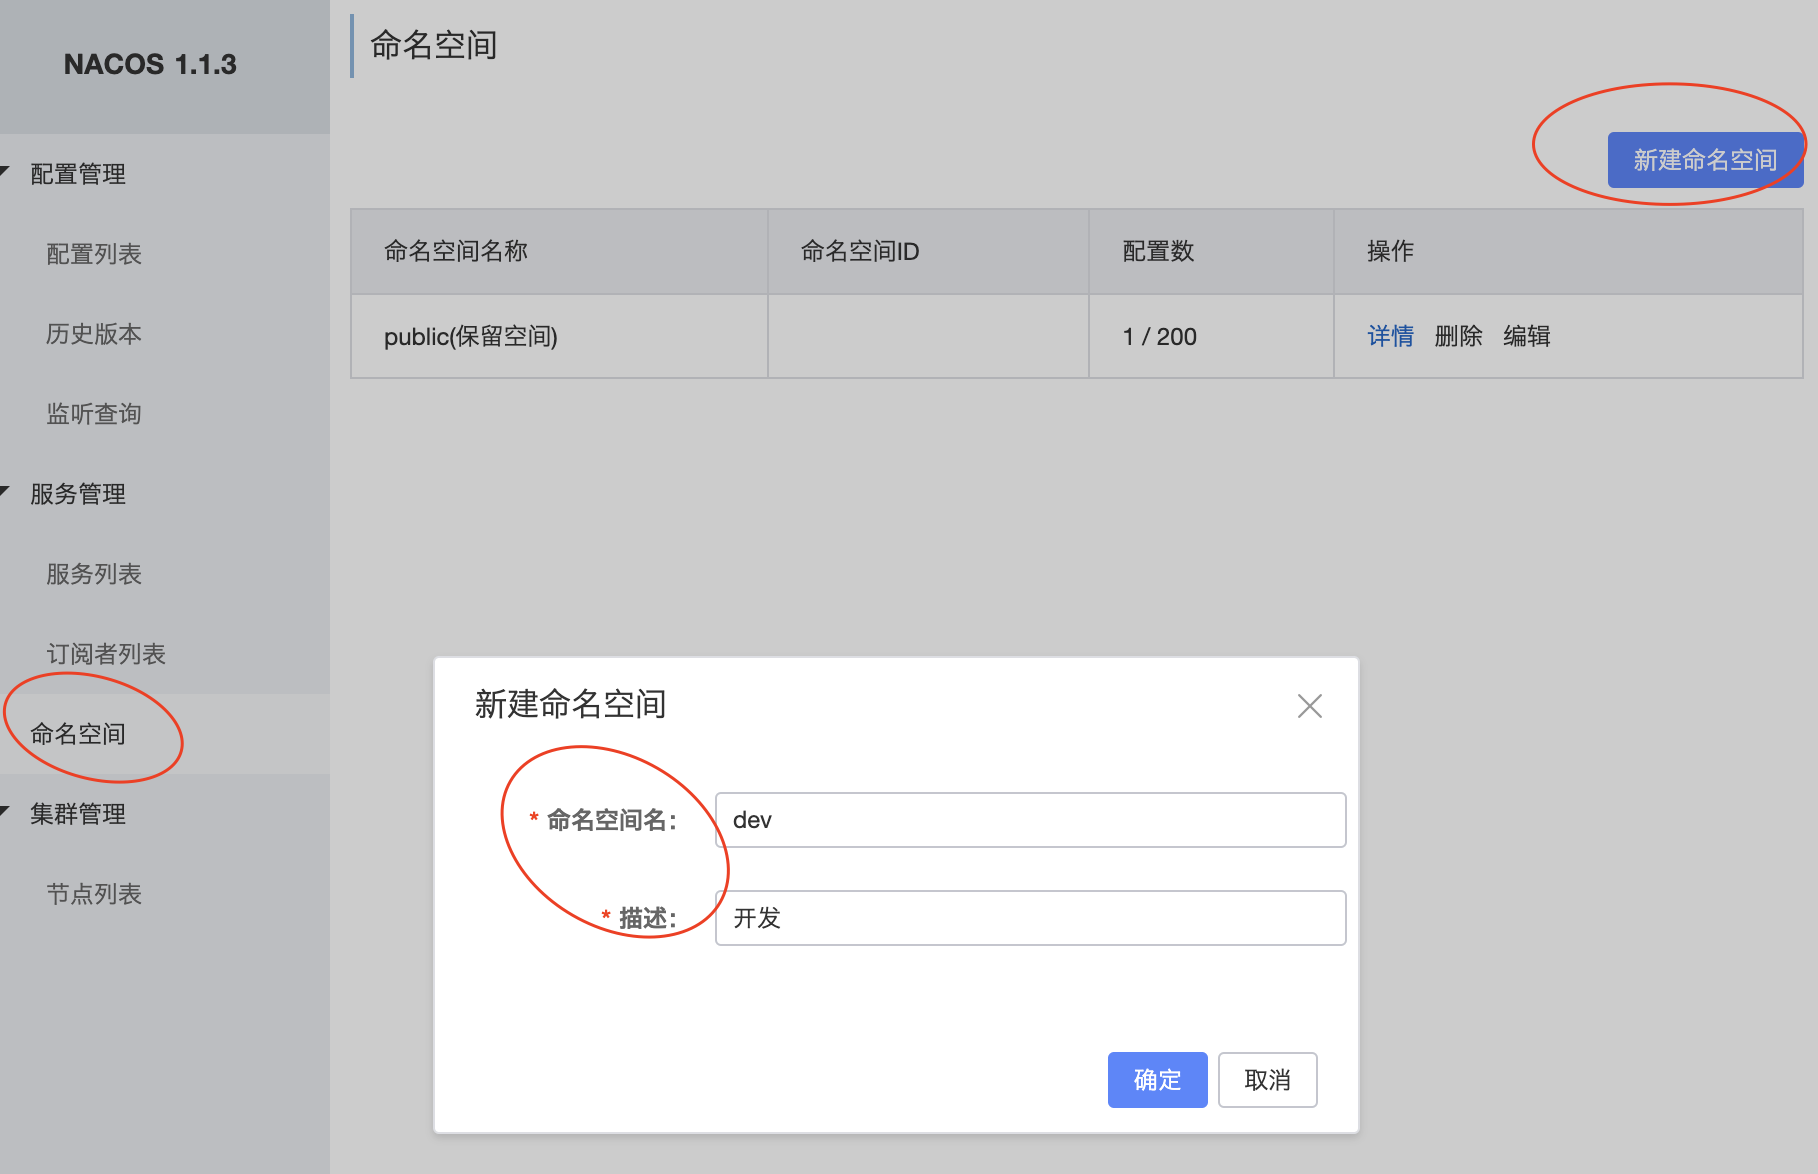 NACOS 1.1.3
配置管理
配置列表
历史版本
监听查询
服务管理
服务列表
订阅者列表
命名空间
集群管理
节点列表
命名空间
新建命名空间
命名空间名称 命名空间ID 配置数 操作
public(保留空间) 1 / 200 详情 删除 编辑
新建命名空间
* 命名空间名： dev
* 描述： 开发
确定 取消